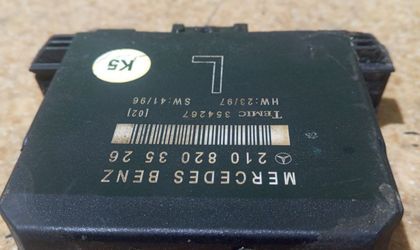 MERCEDES BENZ
210 820 35 26
TEMIC 354267 [02]
HW:23/97 SW:41/96
L
K5